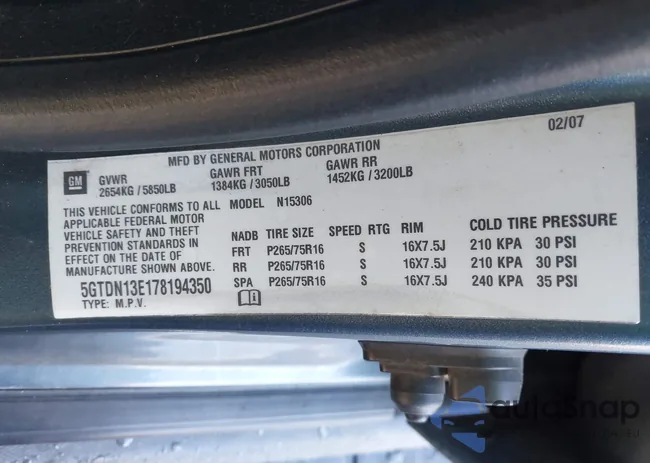 02/07
MFD BY GENERAL MOTORS CORPORATION
GM
GVWR GAWR FRT GAWR RR
2654KG / 5850LB 1384KG / 3050LB 1452KG / 3200LB
THIS VEHICLE CONFORMS TO ALL MODEL N15306
APPLICABLE FEDERAL MOTOR
VEHICLE SAFETY AND THEFT
PREVENTION STANDARDS IN
EFFECT ON THE DATE OF
MANUFACTURE SHOWN ABOVE.
5GTDN13E178194350
TYPE: M.P.V.
NADB TIRE SIZE SPEED RTG RIM COLD TIRE PRESSURE
FRT P265/75R16 S 16X7.5J 210 KPA 30 PSI
RR P265/75R16 S 16X7.5J 210 KPA 30 PSI
SPA P265/75R16 S 16X7.5J 240 KPA 35 PSI